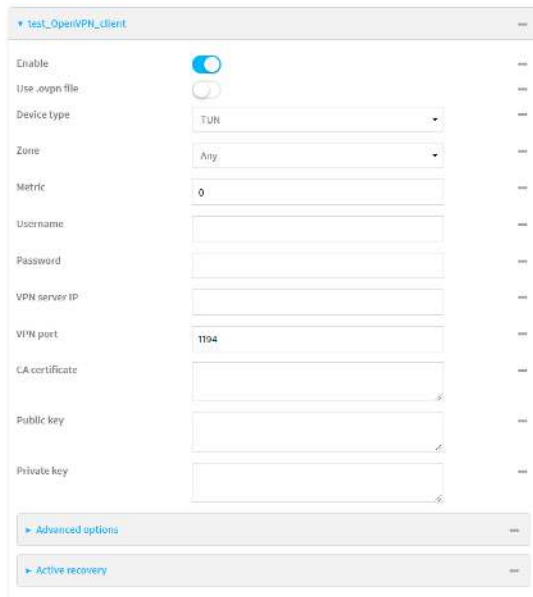 test_OpenVPN_client
Enable
Use .ovpn file
Device type
TUN
Zone
Any
Metric
0
Username
Password
VPN server IP
VPN port
1194
CA certificate
Public key
Private key
Advanced options
Active recovery